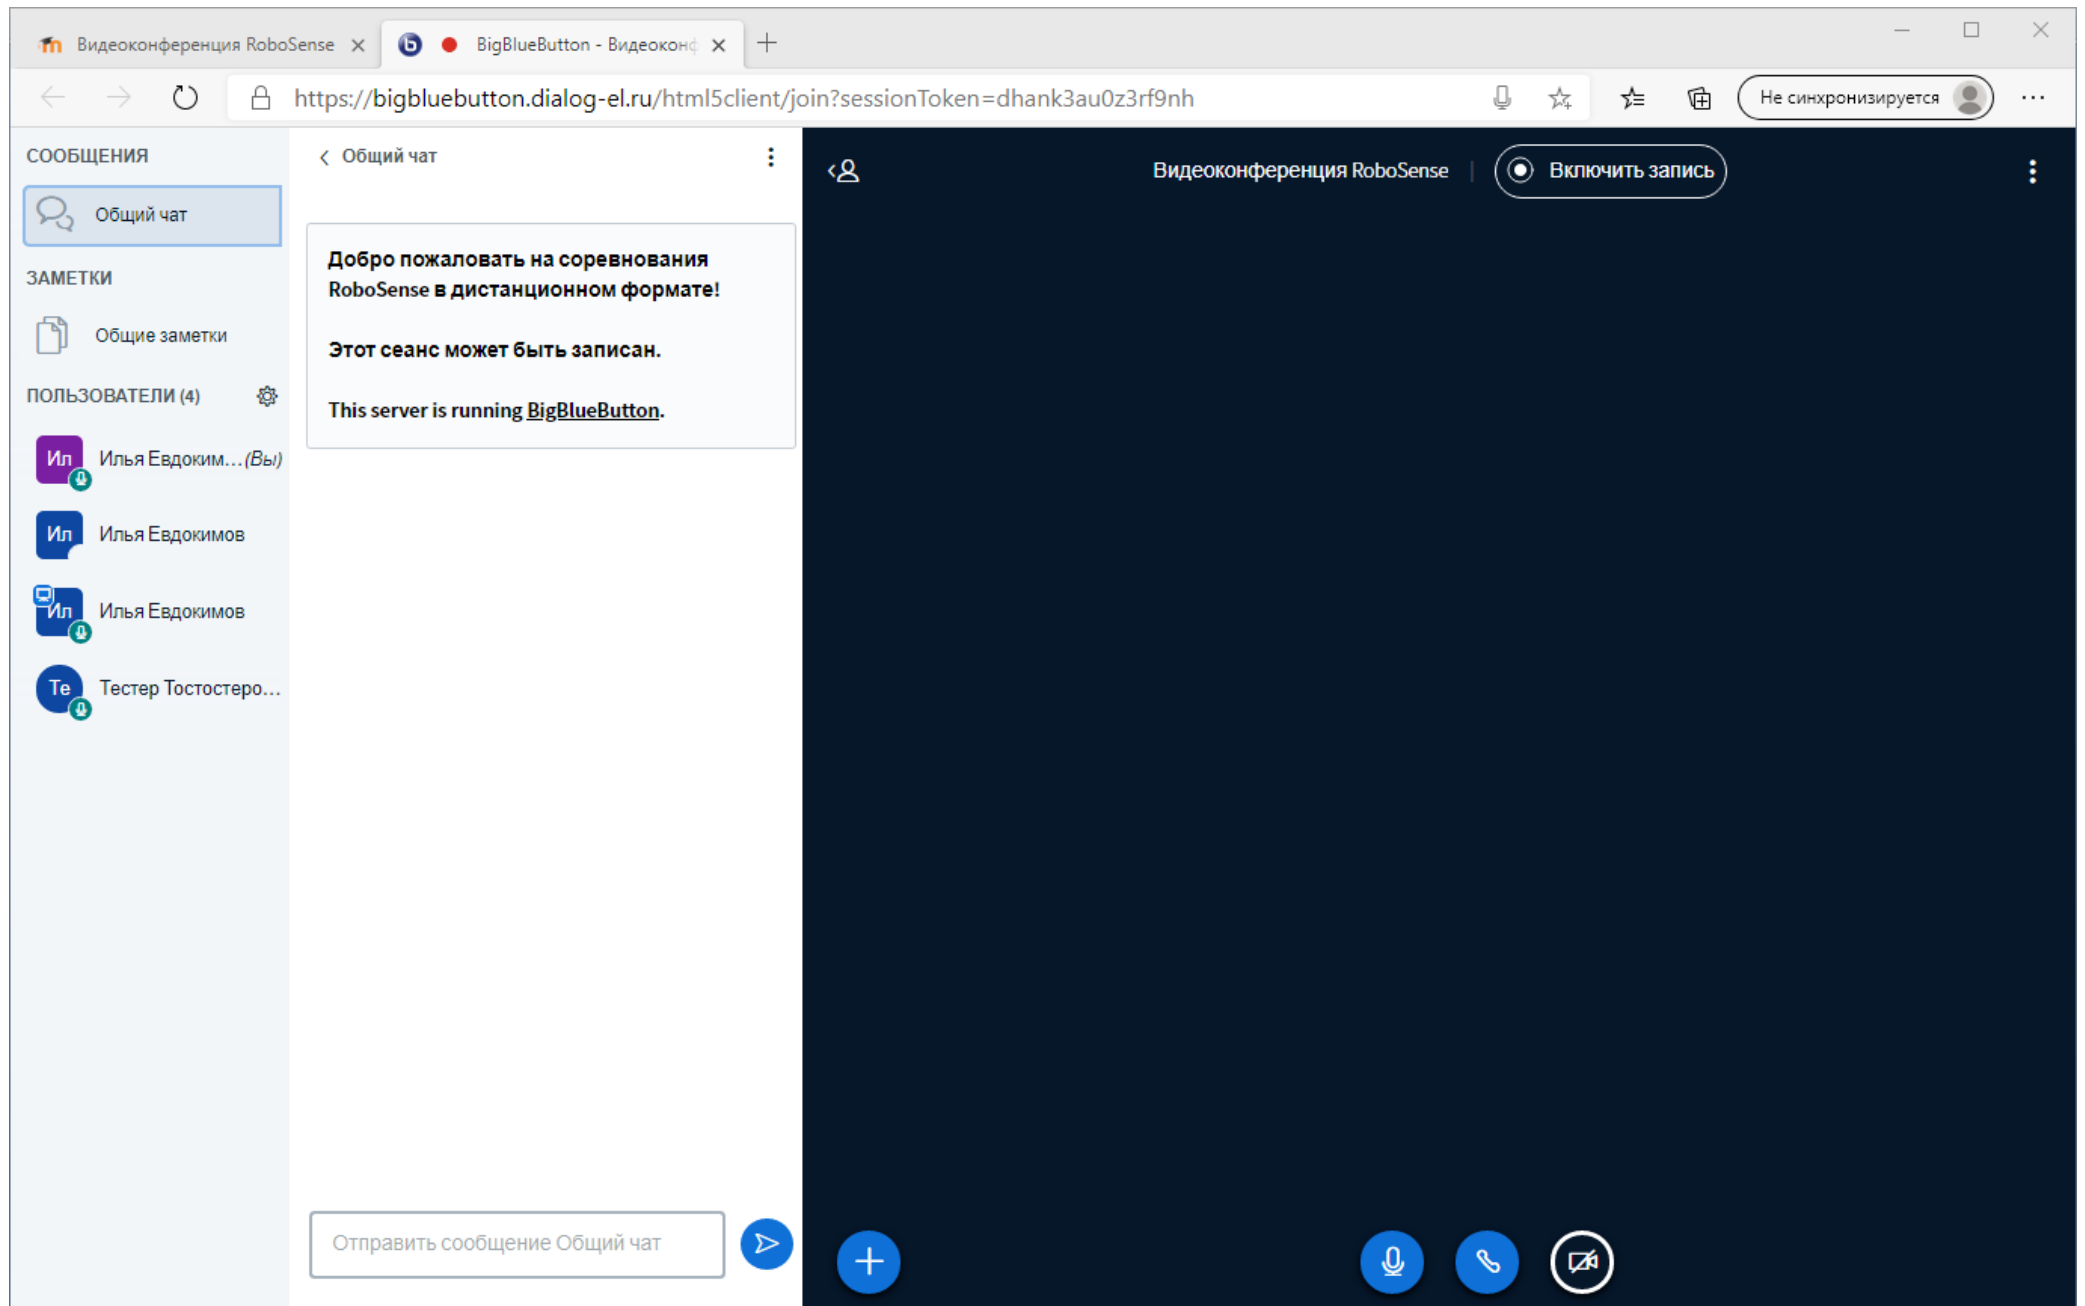 Видеоконференция RoboSense
BigBlueButton - Видеоконф
https://bigbluebutton.dialog-el.ru/html5client/join?sessionToken=dhank3au0z3rf9nh
Не синхронизируется
СООБЩЕНИЯ
Общий чат
ЗАМЕТКИ
Общие заметки
ПОЛЬЗОВАТЕЛИ (4)
Ил Илья Евдоким...(Вы)
Ил Илья Евдокимов
Ил Илья Евдокимов
Те Тестер Тостостеро...
Общий чат
Добро пожаловать на соревнования
RoboSense в дистанционном формате!
Этот сеанс может быть записан.
This server is running BigBlueButton.
Отправить сообщение Общий чат
Видеоконференция RoboSense
Включить запись